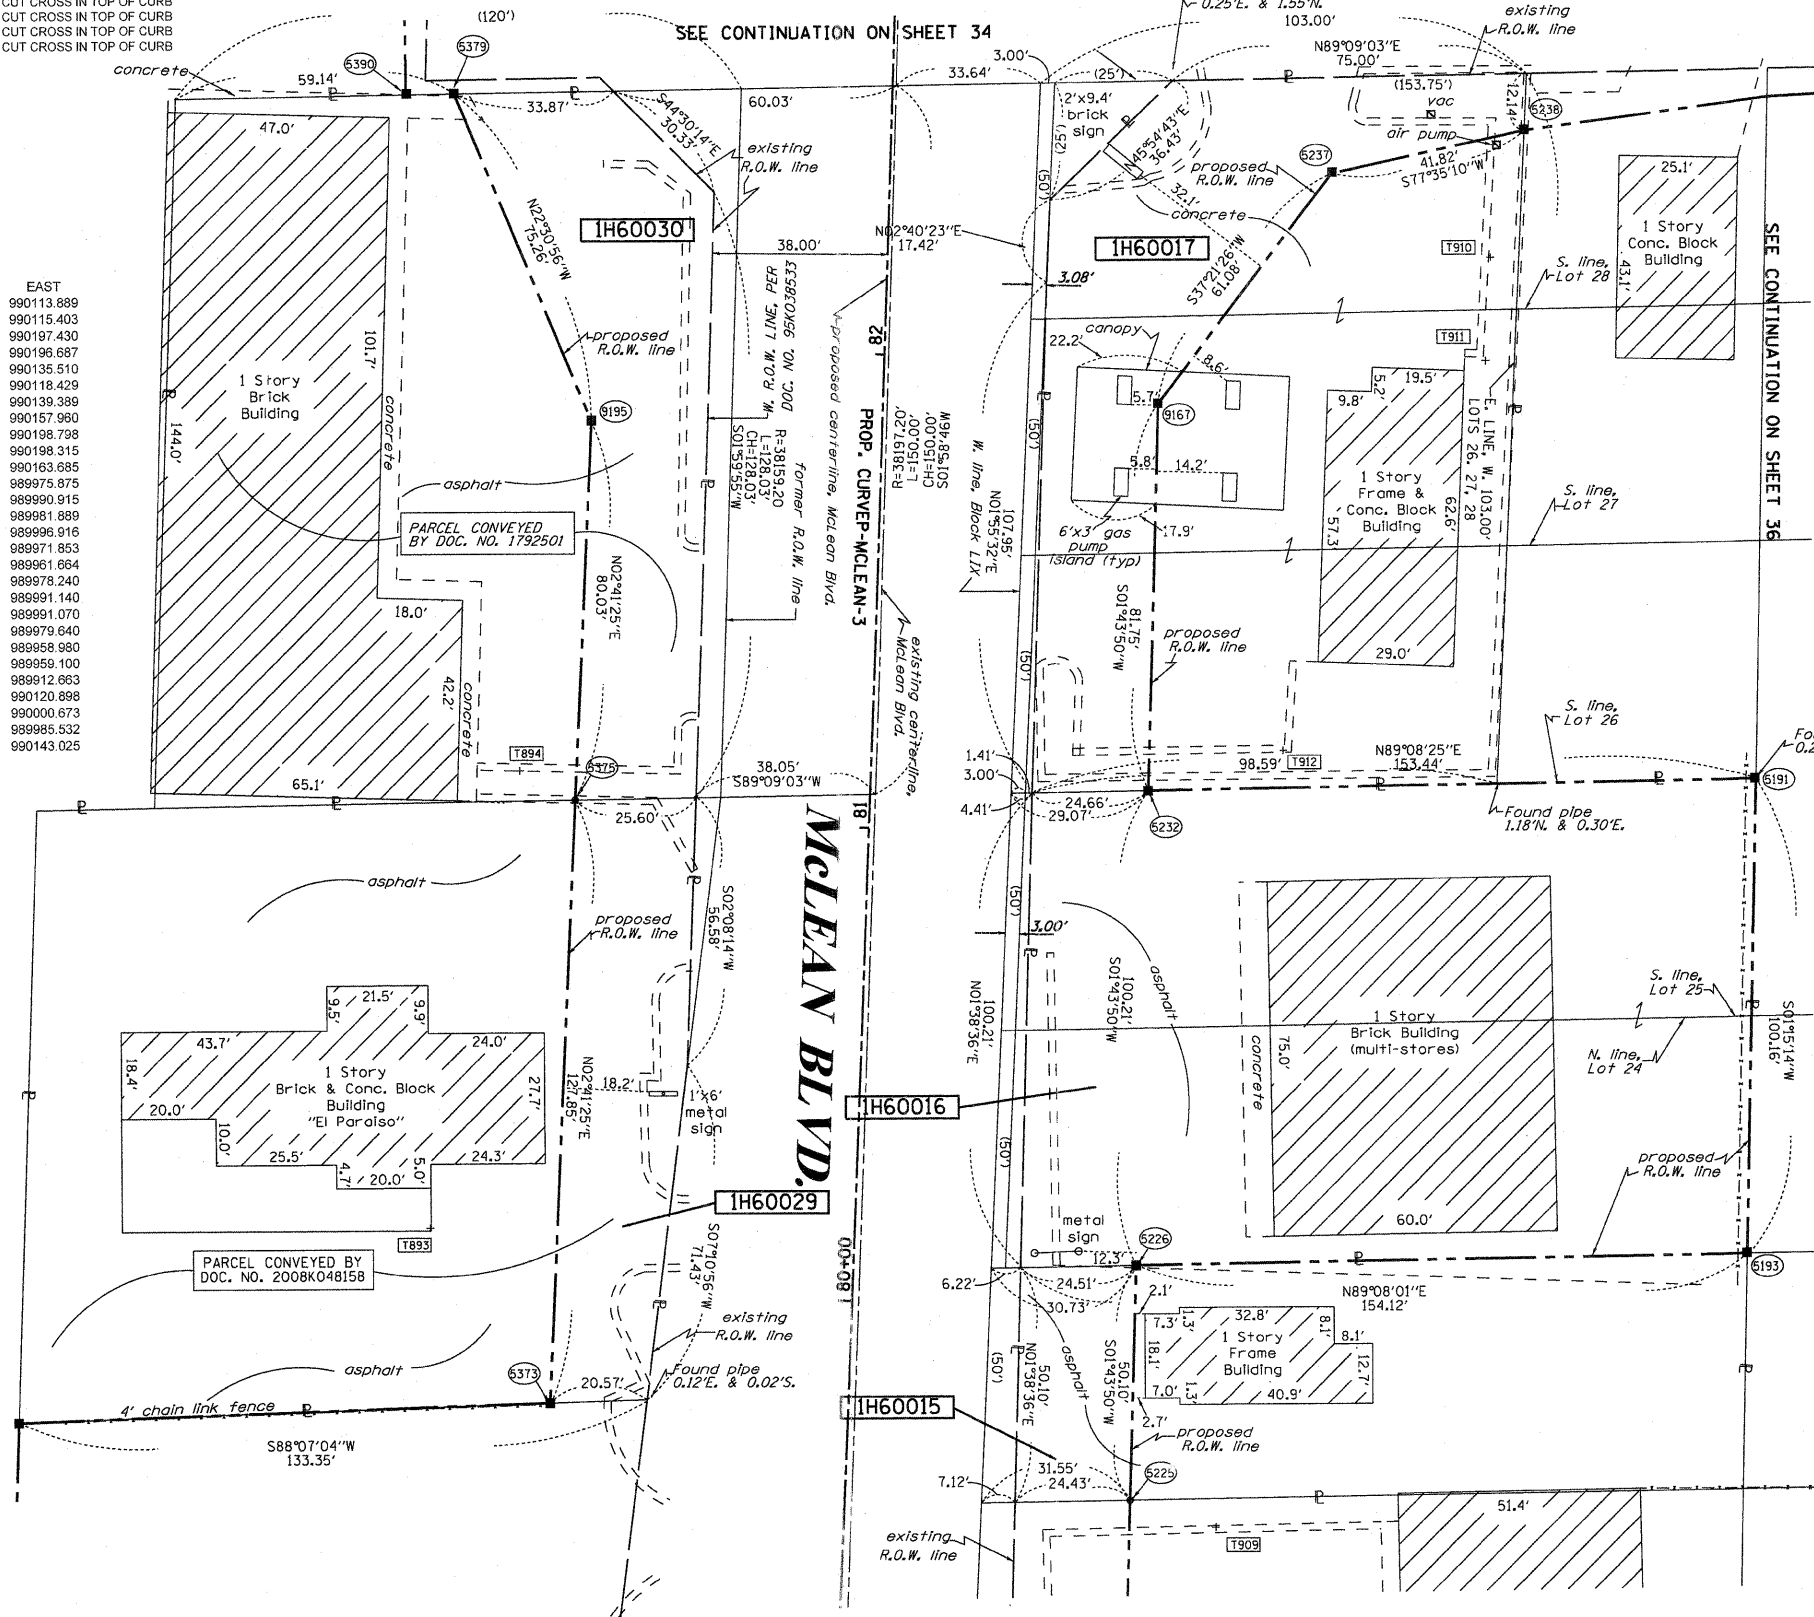 CUT CROSS IN TOP OF CURB
CUT CROSS IN TOP OF CURB
CUT CROSS IN TOP OF CURB
CUT CROSS IN TOP OF CURB
(120')
SEE CONTINUATION ON SHEET 34
0.25'E. & 1.55'N.
103.00'
existing
R.O.W. line
concrete
59.14'
5390
5379
33.87'
60.03'
33.64'
3.00'
(25')
N89°09'03"E
75.00'
(153.75')
vac
air pump
12.14'
5238
47.0'
S44°30'14"E
30.33'
existing
R.O.W. line
2'x9.4'
brick
sign
(25')
(50')
N45°54'43"E
36.43'
32.1'
proposed
R.O.W. line
concrete
5237
41.82'
S77°35'10"W
25.1'
1 Story
Conc. Block
Building
43.1'
N22°30'56"W
75.26'
1H60030
38.00'
N02°40'23"E
17.42'
1H60017
3.08'
S37°21'26"W
61.08'
T910
S. line,
Lot 28
SEE CONTINUATION ON SHEET 36
EAST
990113.889
990115.403
990197.430
990196.687
990135.510
990118.429
990139.389
990157.960
990198.798
990198.315
990163.685
989975.875
989990.915
989981.889
989996.916
989971.853
989961.664
989978.240
989991.140
989991.070
989979.640
989958.980
989959.100
989912.663
990120.898
990000.673
989985.532
990143.025
101.7'
1 Story
Brick
Building
144.0'
concrete
proposed
R.O.W. line
9195
asphalt
PARCEL CONVEYED
BY DOC. NO. 1792501
W. R.O.W. LINE, PER
DOC. NO. 95K038533
R=38159.20
L=128.03'
CH=128.03'
S01°59'55"W
former R.O.W. line
proposed centerline, McLean Blvd.
28
PROP. CURVEP-MCLEAN-3
R=38197.20'
L=150.00'
CH=150.00'
S01°58'46"W
107.95'
N01°55'32"E
W. line, Block LIX
canopy
22.2'
8.6'
5.7'
9167
5.8'
14.2'
17.9'
6'x3' gas
pump
island (typ)
(50')
T911
5.2'
19.5'
9.8'
1 Story
Frame &
Conc. Block
Building
57.3'
62.6'
29.0'
E. LINE, W. 103.00'
LOTS 26, 27, 28
S. line,
Lot 27
18.0'
42.2'
concrete
N02°41'25"E
80.03'
T894
5375
65.1'
25.60'
38.05'
S89°09'03"W
existing centerline,
McLean Blvd.
81.75'
S01°43'50"W
proposed
R.O.W. line
(50')
1.41'
3.00'
4.41'
24.66'
29.07'
5232
98.59'
T912
N89°08'25"E
153.44'
S. line,
Lot 26
5191
Found pipe
1.18'N. & 0.30'E.
18
McLEAN BLVD.
asphalt
proposed
R.O.W. line
S02°08'14"W
56.58'
(50')
3.00'
100.21'
N01°38'36"E
100.21'
S01°43'50"W
asphalt
S. line,
Lot 25
N. line,
Lot 24
S01°15'14"W
100.16'
21.5'
9.5'
9.9'
43.7'
24.0'
18.4'
1 Story
Brick & Conc. Block
Building
"El Paraiso"
27.7'
20.0'
10.0'
25.5'
4.7'
20.0'
5.0'
24.3'
N02°41'25"E
127.85'
18.2'
1'x6'
metal
sign
1H60016
(50')
concrete
75.0'
1 Story
Brick Building
(multi-stores)
60.0'
proposed
R.O.W. line
1H60029
T893
PARCEL CONVEYED BY
DOC. NO. 2008K048158
S07°10'56"W
71.43'
00+08
metal
sign
12.3'
5226
6.22'
24.51'
30.73'
N89°08'01"E
154.12'
5193
existing
R.O.W. line
2.1'
7.3'
1.3'
32.8'
8.1'
8.1'
1 Story
Frame
Building
18.1'
12.7'
7.0'
1.3'
40.9'
2.7'
asphalt
5373
20.57'
Found pipe
0.12'E. & 0.02'S.
4' chain link fence
S88°07'04"W
133.35'
1H60015
(50')
50.10'
N01°38'36"E
asphalt
50.10'
S01°43'50"W
proposed
R.O.W. line
31.55'
24.43'
7.12'
5225
existing
R.O.W. line
T909
51.4'